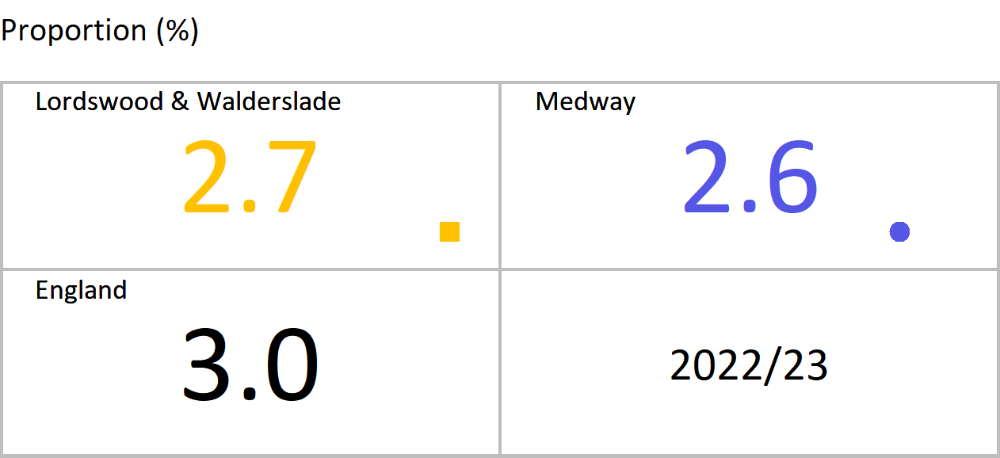 Proportion (%)
Lordswood & Walderslade
2.7
Medway
2.6
England
3.0
2022/23